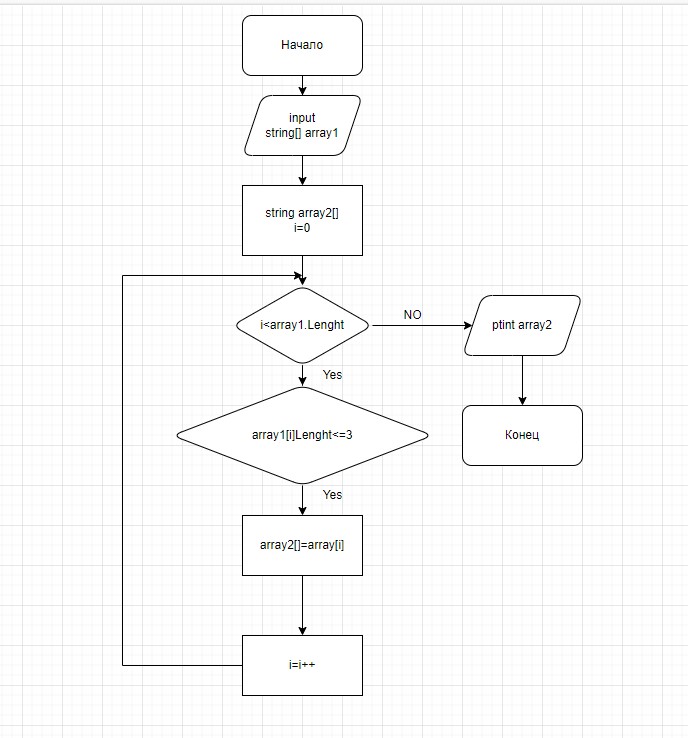 Начало
input
string[] array1
string array2[]
i=0
i<array1.Lenght
NO
ptint array2
Yes
array1[i]Lenght<=3
Конец
Yes
array2[]=array[i]
i=i++